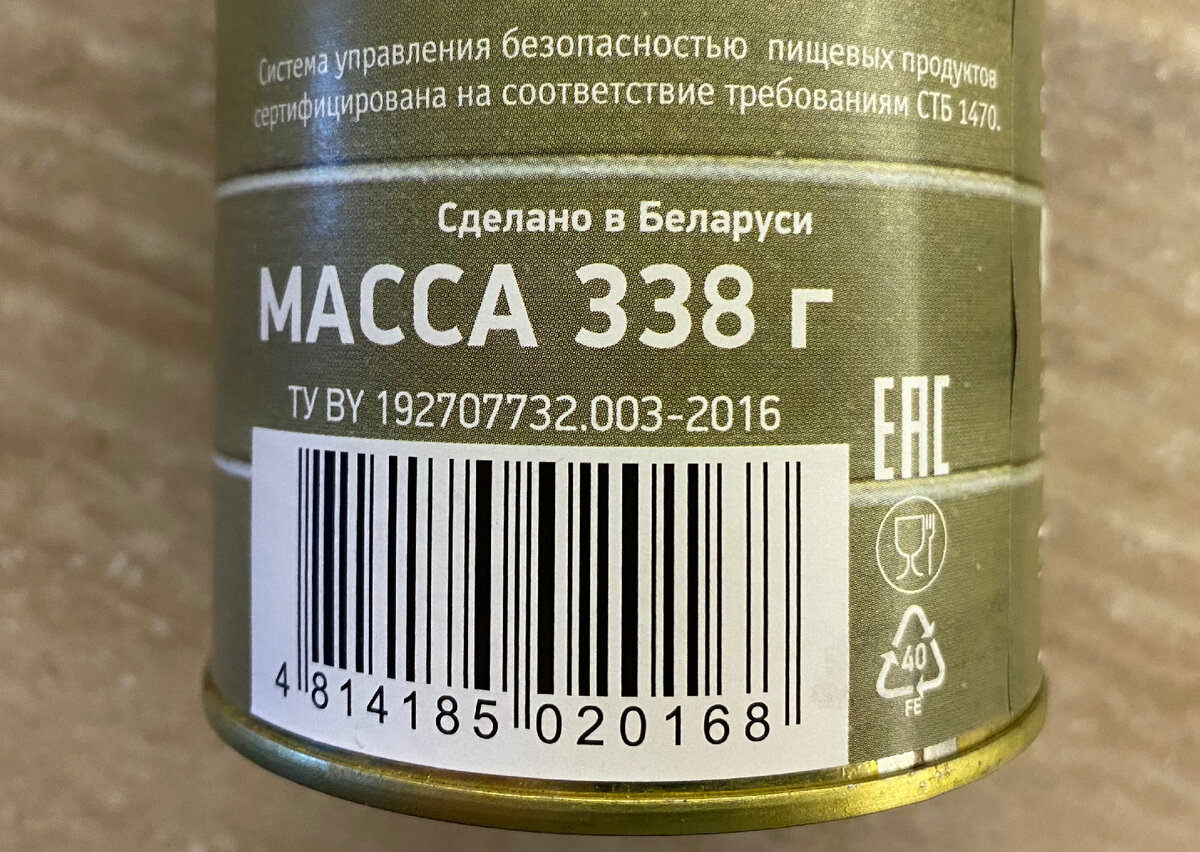 Система управления безопасностью пищевых продуктов
сертифицирована на соответствие требованиям СТБ 1470.
Сделано в Беларуси
МАССА 338 г
ТУ BY 192707732.003-2016
EAC
4 814185 020168
40
FE